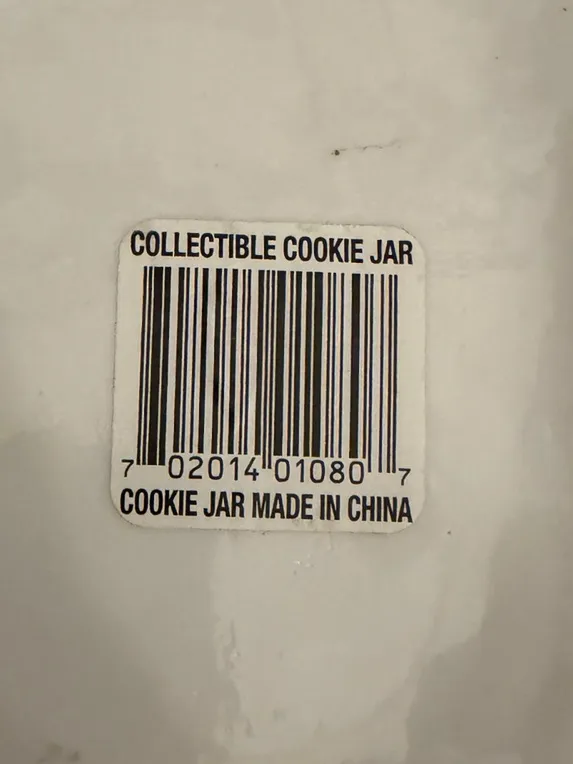 COLLECTIBLE COOKIE JAR
7 02014 01080 7
COOKIE JAR MADE IN CHINA